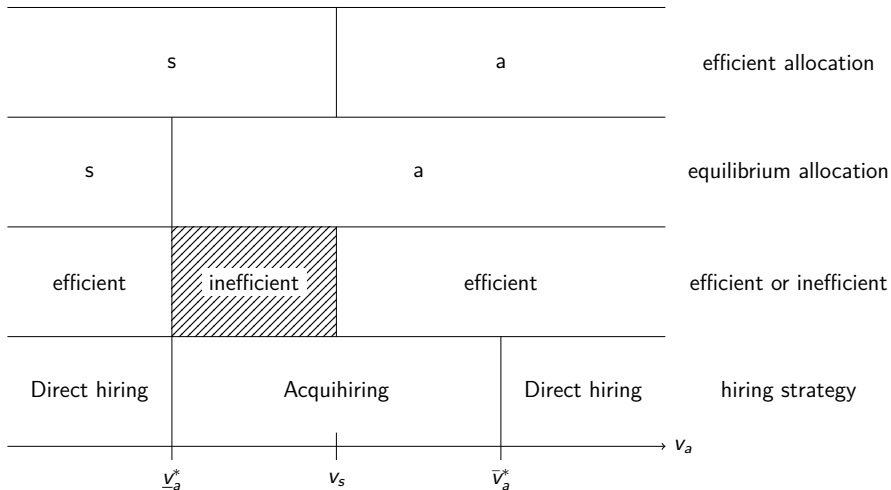 s a efficient allocation
s a equilibrium allocation
efficient inefficient efficient efficient or inefficient
Direct hiring Acquihiring Direct hiring hiring strategy
v_a
v̲*_a v_s v̄*_a